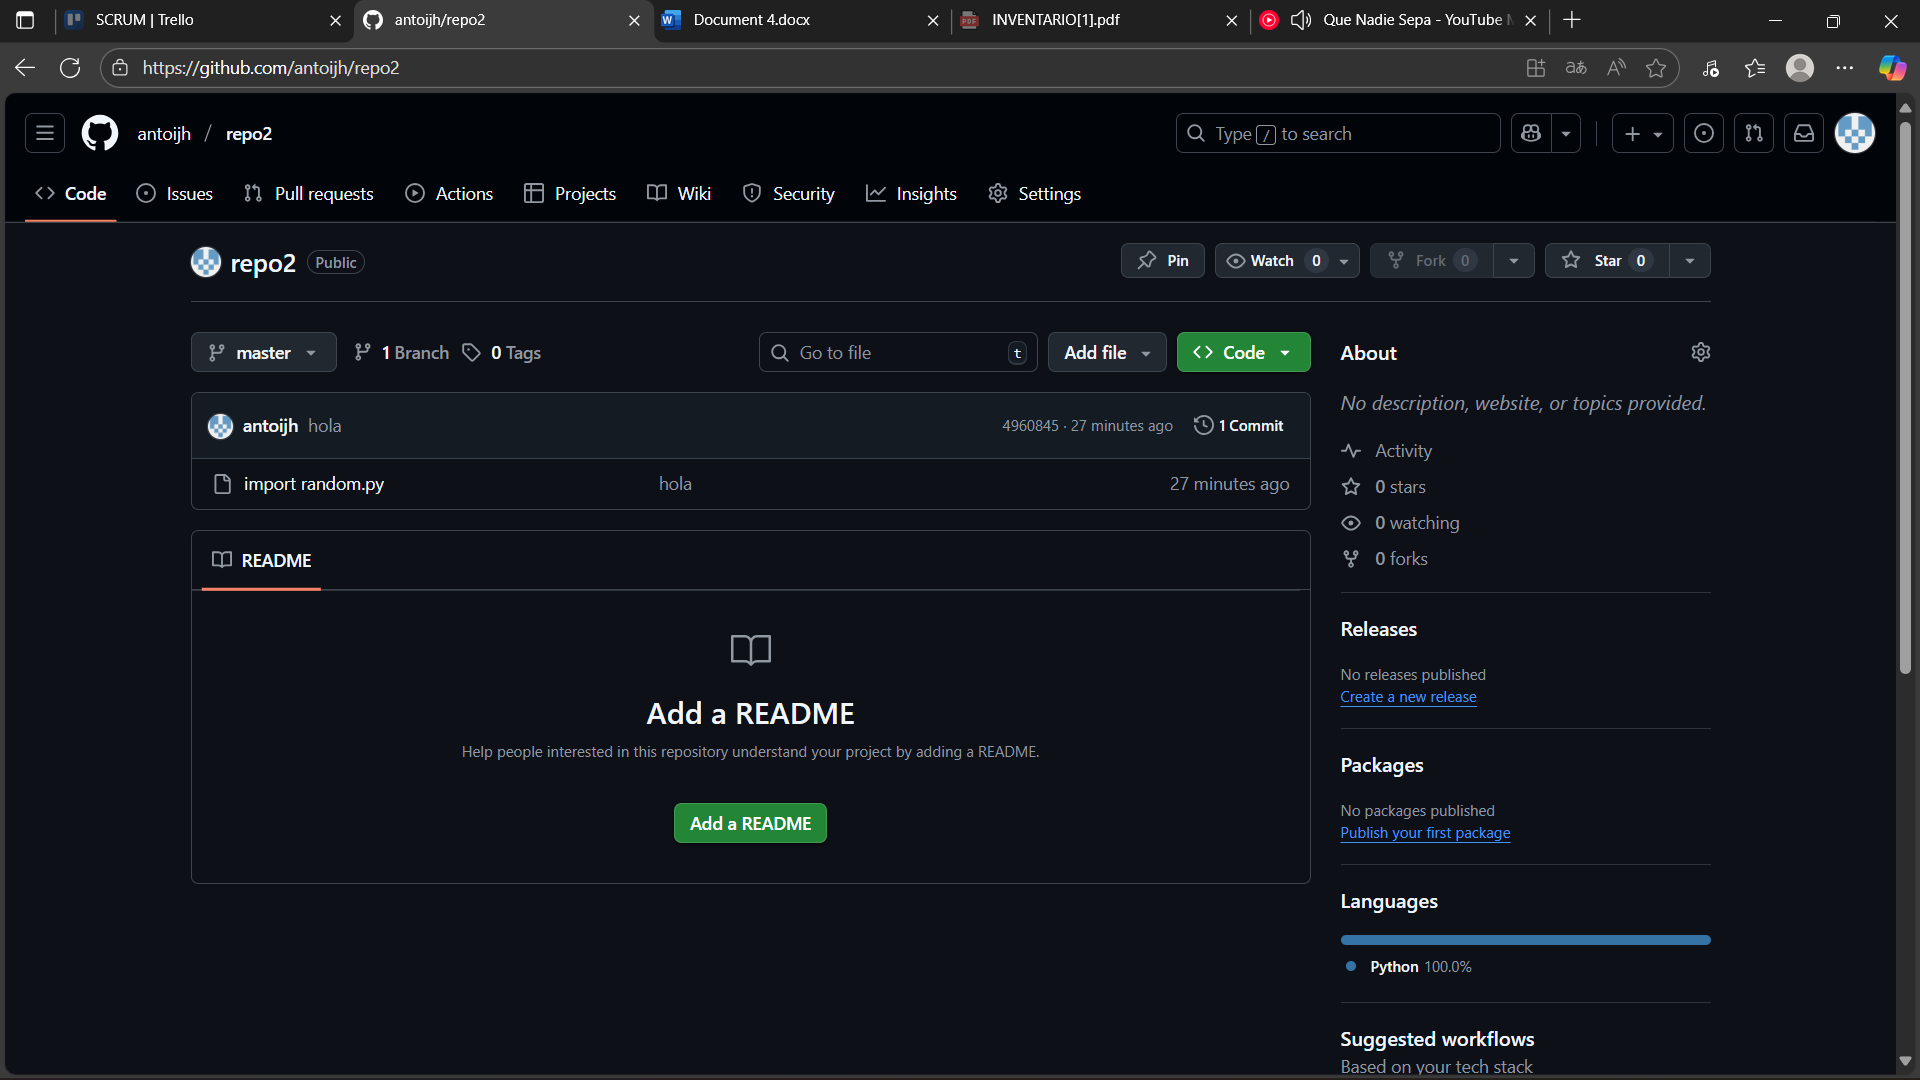 SCRUM | Trello
antoijh/repo2
Document 4.docx
INVENTARIO[1].pdf
Que Nadie Sepa - YouTube
https://github.com/antoijh/repo2
antoijh / repo2
Type / to search
Code Issues Pull requests Actions Projects Wiki Security Insights Settings
repo2 Public
Pin Watch 0 Fork 0 Star 0
master 1 Branch 0 Tags Go to file t Add file Code
antoijh hola 4960845 · 27 minutes ago 1 Commit
import random.py hola 27 minutes ago
README
Add a README
Help people interested in this repository understand your project by adding a README.
Add a README
About
No description, website, or topics provided.
Activity
0 stars
0 watching
0 forks
Releases
No releases published
Create a new release
Packages
No packages published
Publish your first package
Languages
Python 100.0%
Suggested workflows
Based on your tech stack